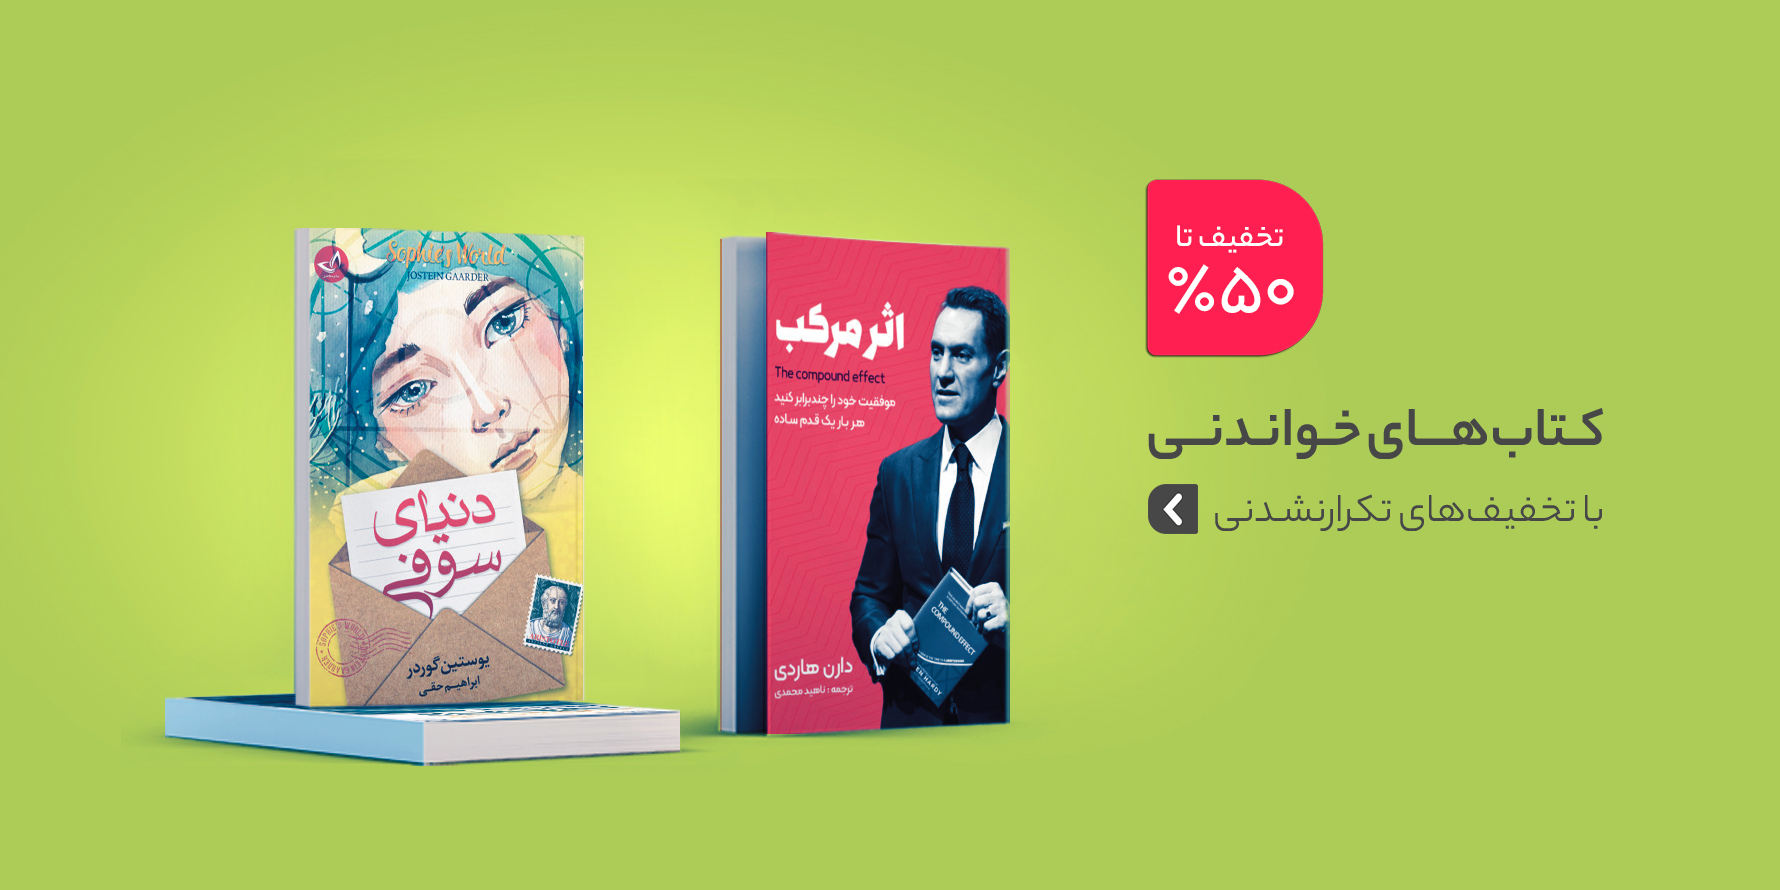 تخفیف تا
%۵۰
کتاب‌های خواندنی
با تخفیف‌های تکرارنشدنی
اثر مرکب
The compound effect
موفقیت خود را چندبرابر کنید
هر بار یک قدم ساده
THE
COMPOUND EFFECT
EN HARDY
دارن هاردی
ترجمه : ناهید محمدی
Sophie's World
JOSTEIN GAARDER
دنیای
سوفی
یوستین گوردر
ابراهیم حقی